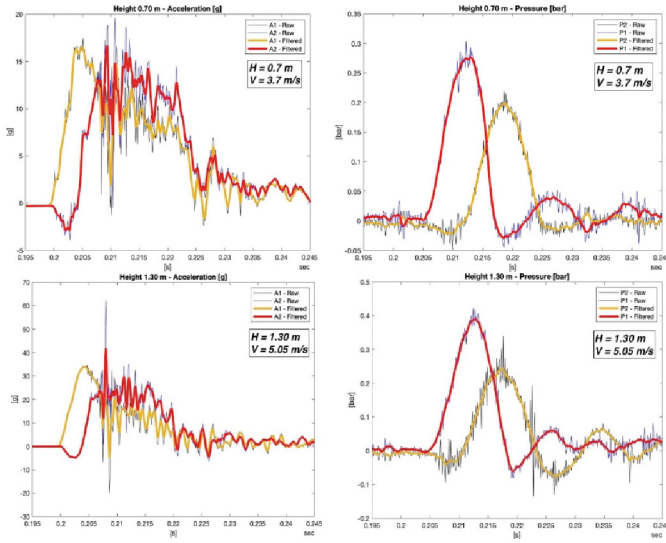 Height 0.70 m - Acceleration [g]
20
15
10
5
0
-5
[g]
A1 - Raw
A2 - Raw
A1 - Filtered
A2 - Filtered
H = 0.7 m
V = 3.7 m/s
0.195 0.2 0.205 0.21 0.215 0.22 0.225 0.23 0.235 0.24 0.245
[s] sec
Height 0.70 m - Pressure [bar]
0.35
0.3
0.25
0.2
0.15
0.1
0.05
0
-0.05
[bar]
P2 - Raw
P1 - Raw
P2 - Filtered
P1 - Filtered
H = 0.7 m
V = 3.7 m/s
0.195 0.2 0.205 0.21 0.215 0.22 0.225 0.23 0.235 0.24 0.245
[s] sec
Height 1.30 m - Acceleration [g]
70
60
50
40
30
20
10
0
-10
-20
-30
[g]
A1 - Raw
A2 - Raw
A1 - Filtered
A2 - Filtered
H = 1.30 m
V = 5.05 m/s
0.195 0.2 0.205 0.21 0.215 0.22 0.225 0.23 0.235 0.24 0.245
[s] sec
Height 1.30 m - Pressure [bar]
0.5
0.4
0.3
0.2
0.1
0
-0.1
-0.2
[bar]
P2 - Raw
P1 - Raw
P2 - Filtered
P1 - Filtered
H = 1.30 m
V = 5.05 m/s
0.195 0.2 0.205 0.21 0.215 0.22 0.225 0.23 0.235 0.24 0.245
[s] sec